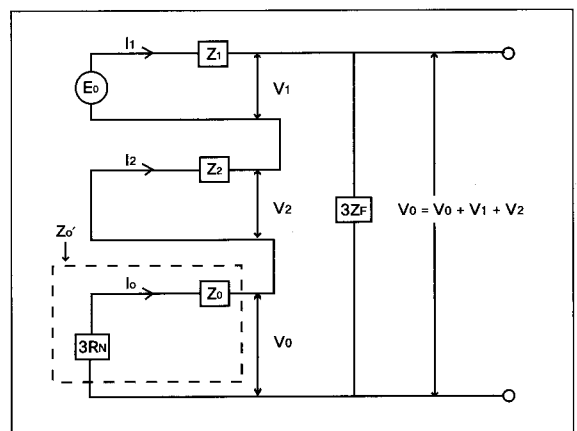 I1
Z1
E0
V1
I2
Z2
V2
3ZF
V0 = V0 + V1 + V2
Z0'
I0
Z0
V0
3RN